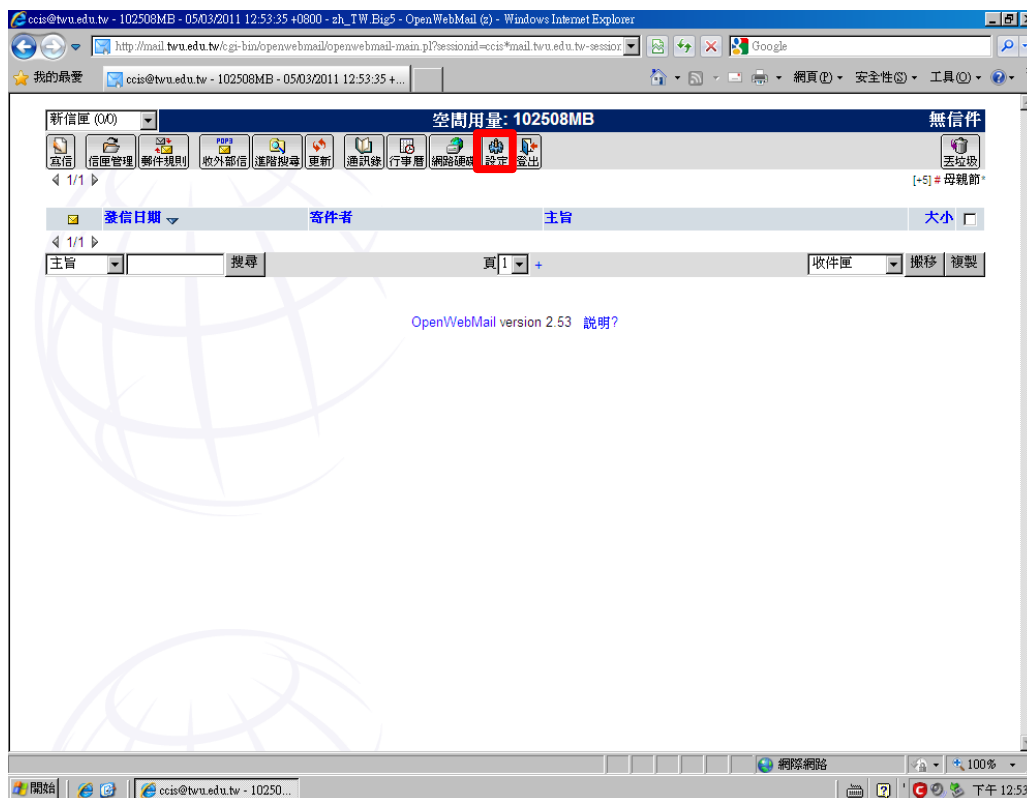 ccis@twu.edu.tw - 102508MB - 05/03/2011 12:53:35 +0800 - zh_TW.Big5 - OpenWebMail (z) - Windows Internet Explorer
http://mail.twu.edu.tw/cgi-bin/openwebmail/openwebmail-main.pl?sessionid=ccis*mail.twu.edu.tw-session
Google
我的最愛 ccis@twu.edu.tw - 102508MB - 05/03/2011 12:53:35 +... 網頁(P) 安全性(S) 工具(O)
新信匣 (0/0) 空間用量: 102508MB 無信件
POP3
寫信 信匣管理 郵件規則 收外部信 進階搜尋 更新 通訊錄 行事曆 網路硬碟 設定 登出 丟垃圾
1/1 [+5] # 母親節*
發信日期 寄件者 主旨 大小
1/1
主旨 搜尋 頁 1 + 收件匣 搬移 複製
OpenWebMail version 2.53 說明?
網際網路 100%
開始 ccis@twu.edu.tw - 10250... 下午 12:53